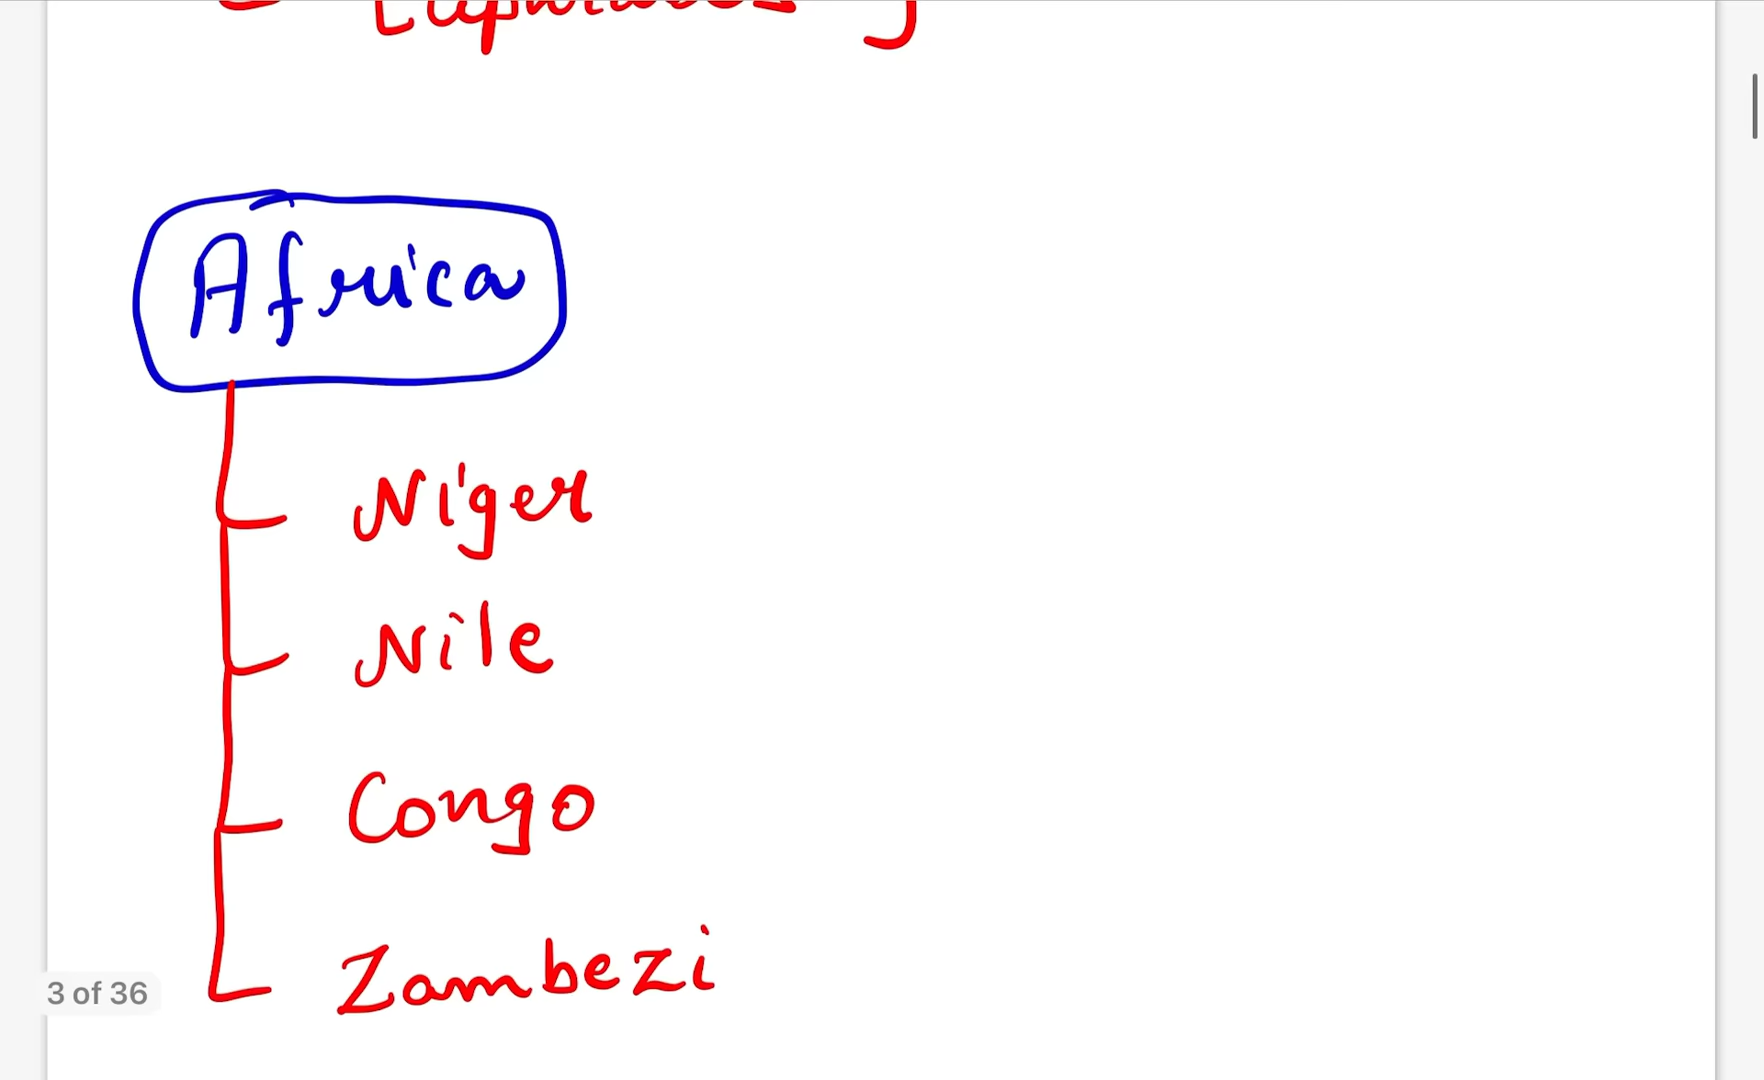 Africa
Niger
Nile
Congo
Zambezi
3 of 36